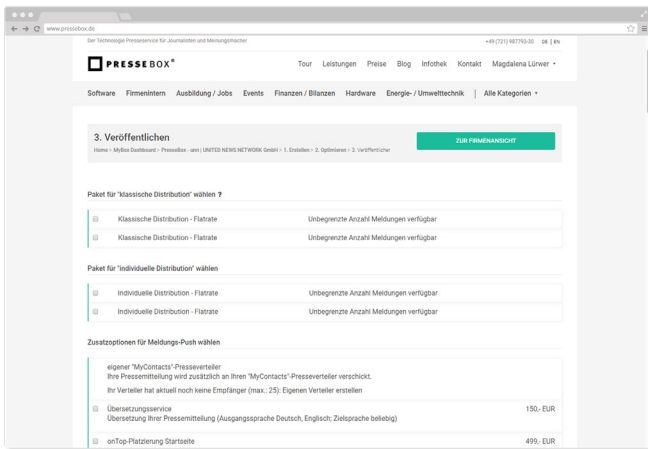 www.pressebox.de
Der Technologie Presseservice für Journalisten und Meinungsmacher
+49 (721) 987793-30 DE | EN
PRESSEBOX®
Tour Leistungen Preise Blog Infothek Kontakt Magdalena Lürwer
Software Firmenintern Ausbildung / Jobs Events Finanzen / Bilanzen Hardware Energie- / Umwelttechnik | Alle Kategorien
3. Veröffentlichen
ZUR FIRMENANSICHT
Home > MyBox Dashboard > PresseBox - unn | UNITED NEWS NETWORK GmbH > 1. Erstellen > 2. Optimieren > 3. Veröffentlichen
Paket für "klassische Distribution" wählen ?
Klassische Distribution - Flatrate Unbegrenzte Anzahl Meldungen verfügbar
Klassische Distribution - Flatrate Unbegrenzte Anzahl Meldungen verfügbar
Paket für "individuelle Distribution" wählen
Individuelle Distribution - Flatrate Unbegrenzte Anzahl Meldungen verfügbar
Individuelle Distribution - Flatrate Unbegrenzte Anzahl Meldungen verfügbar
Zusatzoptionen für Meldungs-Push wählen
eigener "MyContacts"-Presseverteiler
Ihre Pressemitteilung wird zusätzlich an Ihren "MyContacts"-Presseverteiler verschickt.
Ihr Verteiler hat aktuell noch keine Empfänger (max.: 25): Eigenen Verteiler erstellen
Übersetzungsservice 150,- EUR
Übersetzung Ihrer Pressemitteilung (Ausgangssprache Deutsch, Englisch; Zielsprache beliebig)
onTop-Platzierung Startseite 499,- EUR